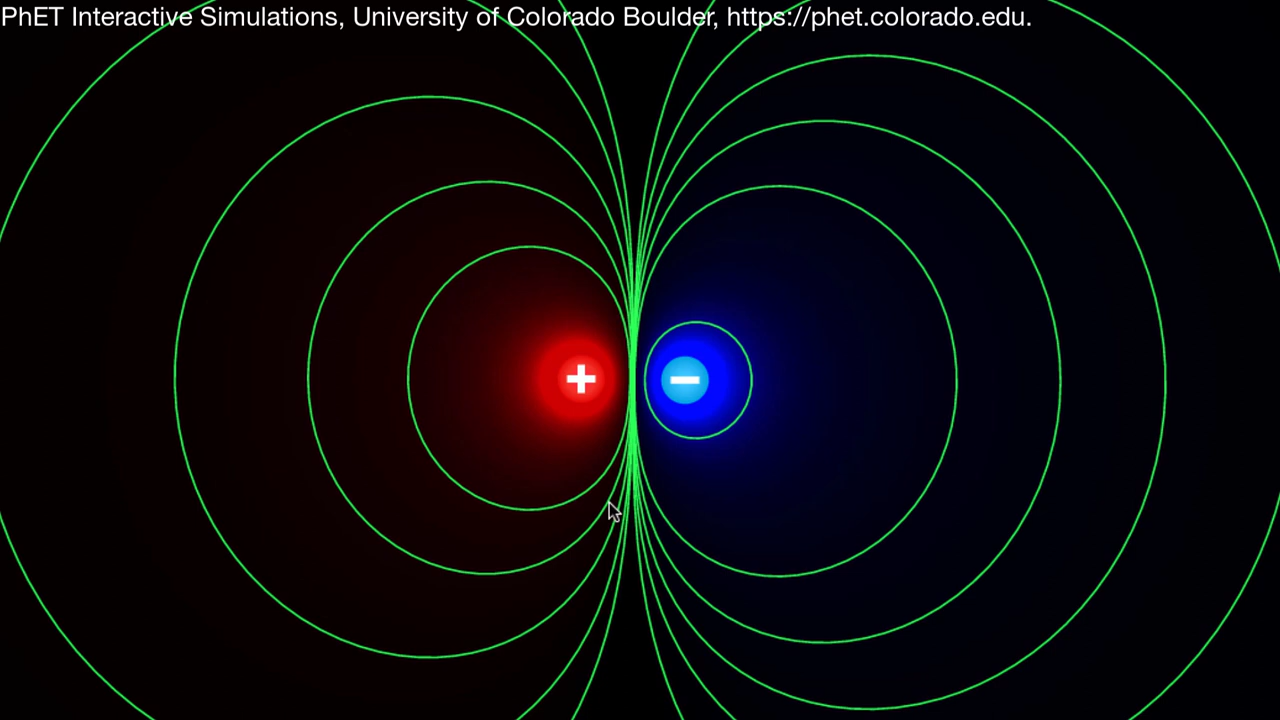 PhET Interactive Simulations, University of Colorado Boulder, https://phet.colorado.edu.
+ −